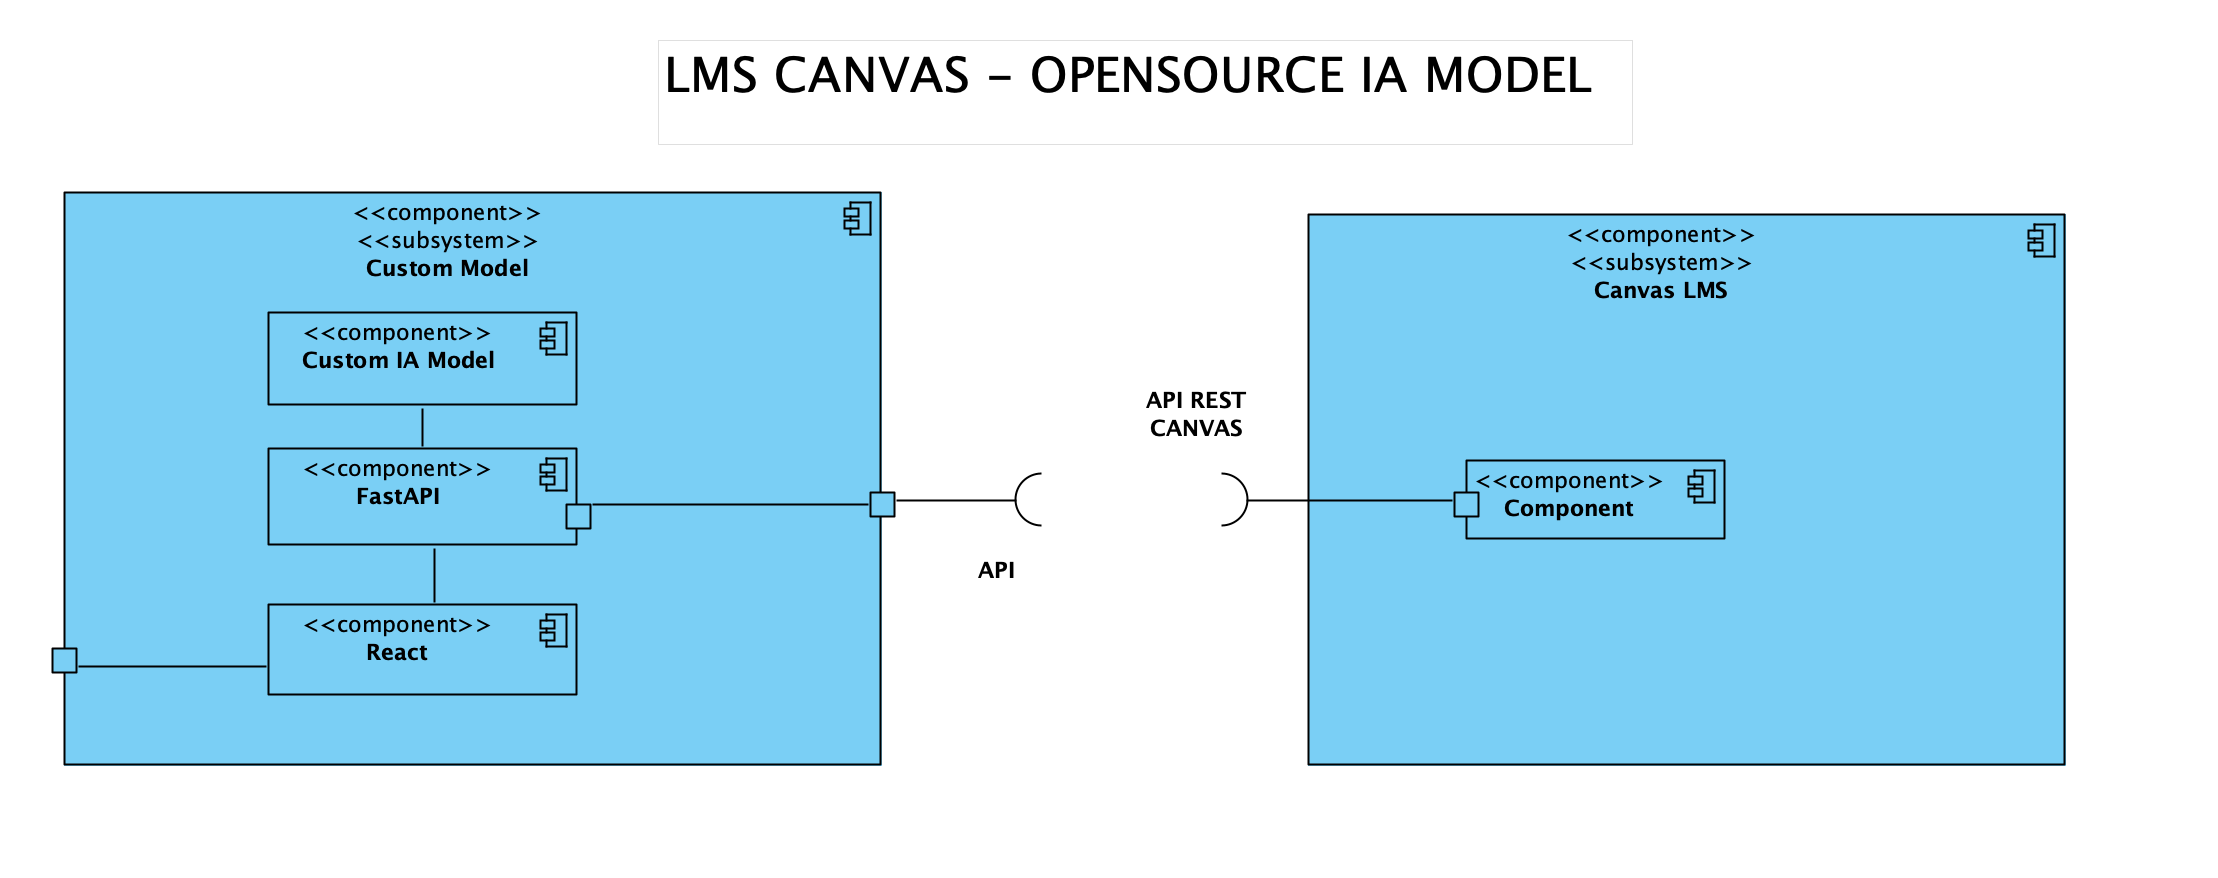 LMS CANVAS – OPENSOURCE IA MODEL
<<component>>
<<subsystem>>
Custom Model
<<component>>
Custom IA Model
<<component>>
FastAPI
<<component>>
React
API
API REST
CANVAS
<<component>>
<<subsystem>>
Canvas LMS
<<component>>
Component